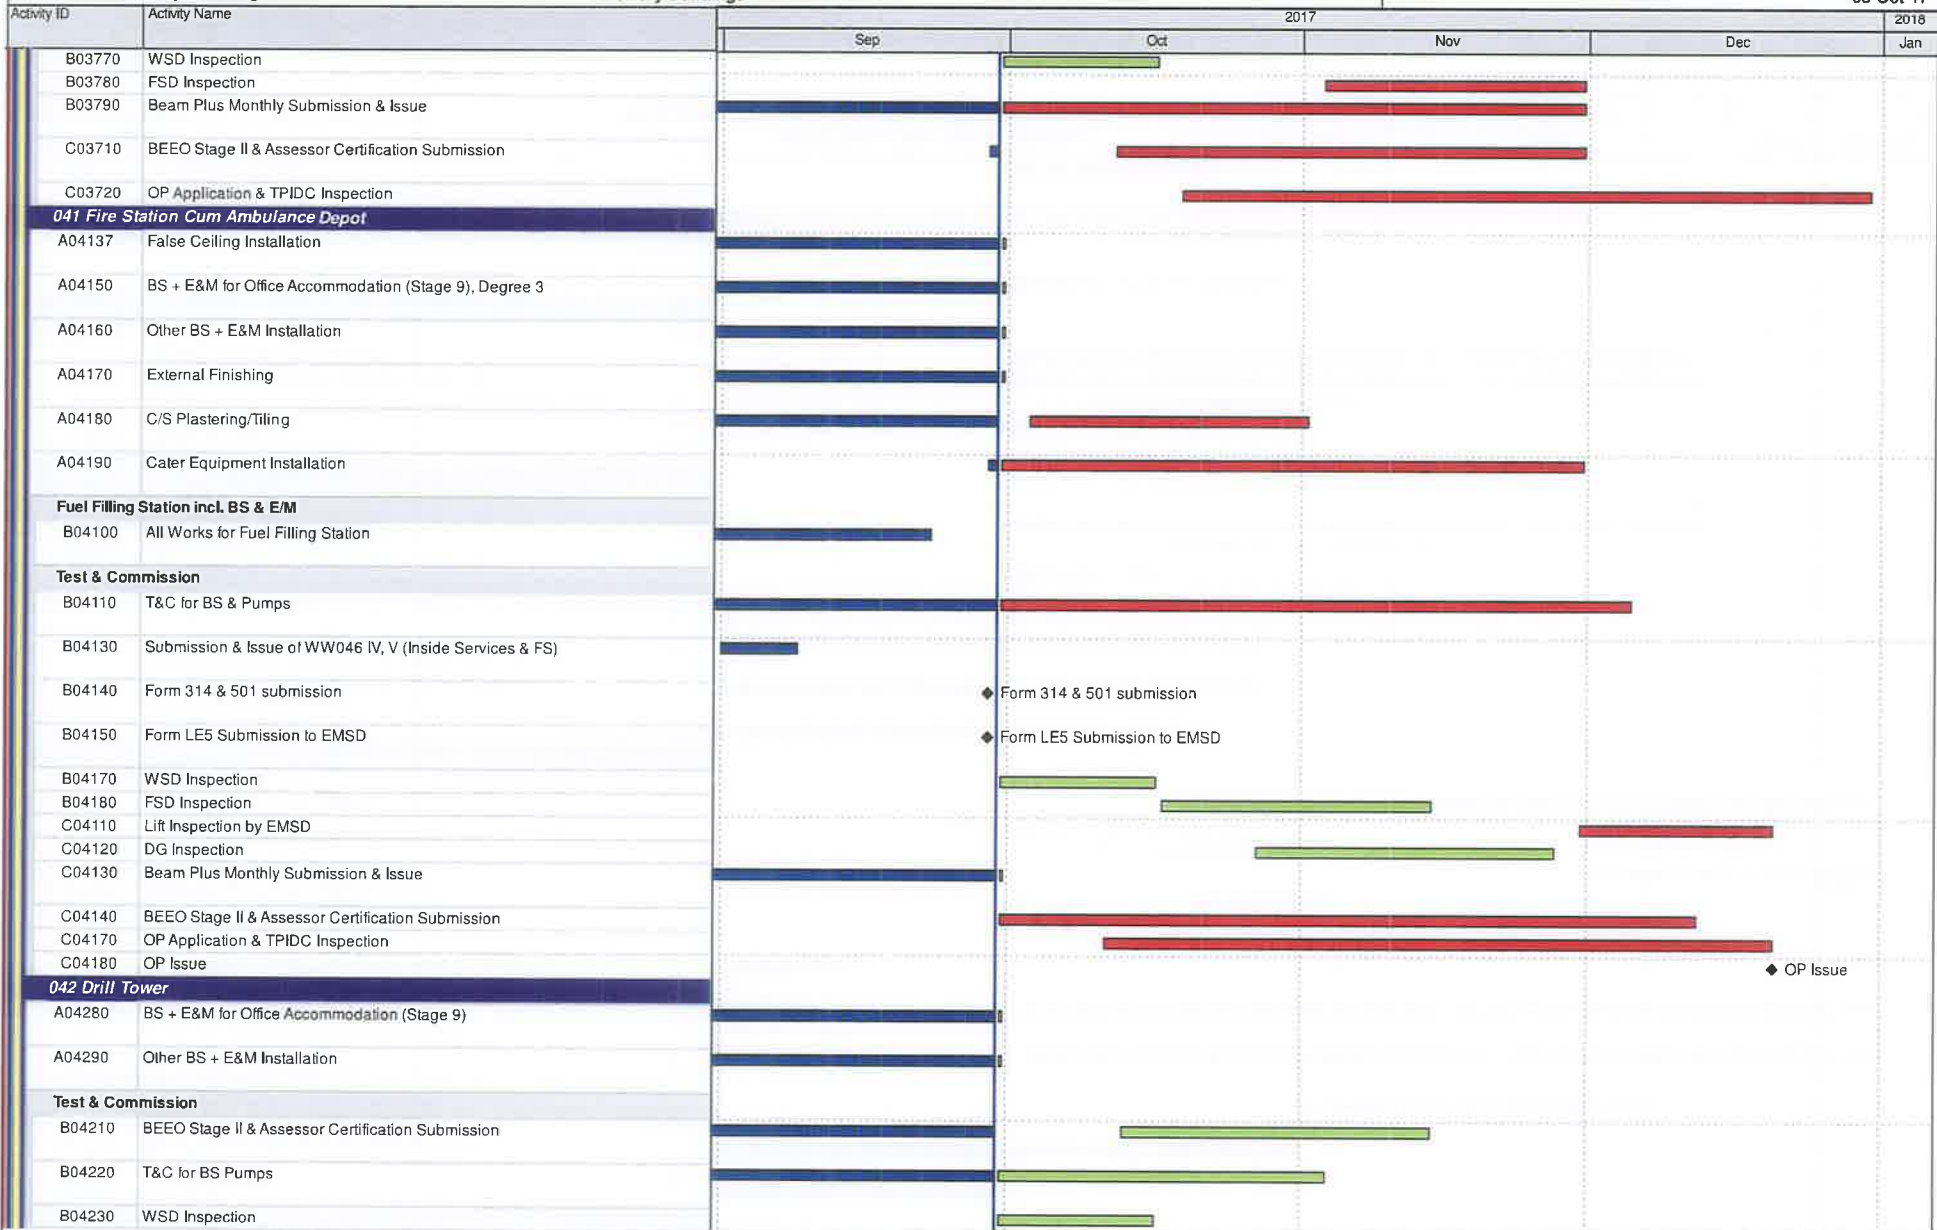 Activity ID Activity Name 2017 2018
Sep Oct Nov Dec Jan
B03770 WSD Inspection
B03780 FSD Inspection
B03790 Beam Plus Monthly Submission & Issue
C03710 BEEO Stage II & Assessor Certification Submission
C03720 OP Application & TPIDC Inspection
041 Fire Station Cum Ambulance Depot
A04137 False Ceiling Installation
A04150 BS + E&M for Office Accommodation (Stage 9), Degree 3
A04160 Other BS + E&M Installation
A04170 External Finishing
A04180 C/S Plastering/Tiling
A04190 Cater Equipment Installation
Fuel Filling Station incl. BS & E/M
B04100 All Works for Fuel Filling Station
Test & Commission
B04110 T&C for BS & Pumps
B04130 Submission & Issue of WW046 IV, V (Inside Services & FS)
B04140 Form 314 & 501 submission Form 314 & 501 submission
B04150 Form LE5 Submission to EMSD Form LE5 Submission to EMSD
B04170 WSD Inspection
B04180 FSD Inspection
C04110 Lift Inspection by EMSD
C04120 DG Inspection
C04130 Beam Plus Monthly Submission & Issue
C04140 BEEO Stage II & Assessor Certification Submission
C04170 OP Application & TPIDC Inspection
C04180 OP Issue OP Issue
042 Drill Tower
A04280 BS + E&M for Office Accommodation (Stage 9)
A04290 Other BS + E&M Installation
Test & Commission
B04210 BEEO Stage II & Assessor Certification Submission
B04220 T&C for BS Pumps
B04230 WSD Inspection